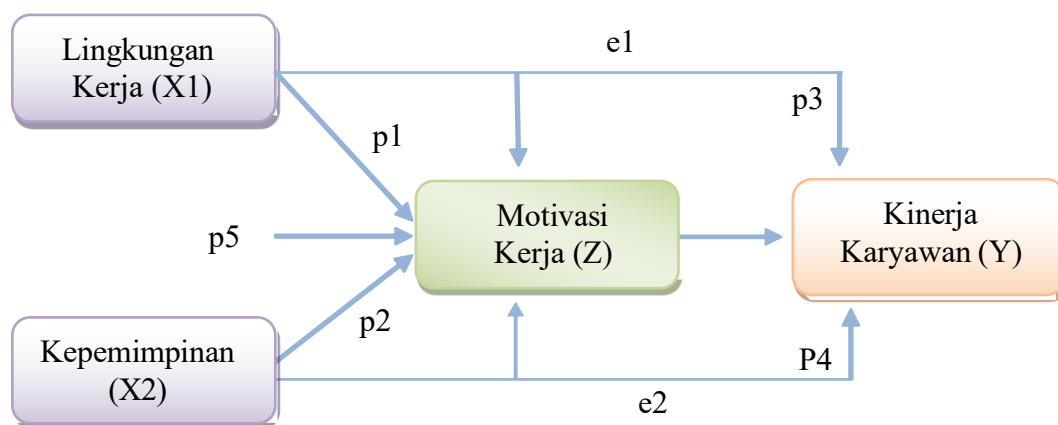 Lingkungan
Kerja (X1)
e1
p3
p1
Motivasi
Kerja (Z)
Kinerja
Karyawan (Y)
p5
p2
Kepemimpinan
(X2)
P4
e2